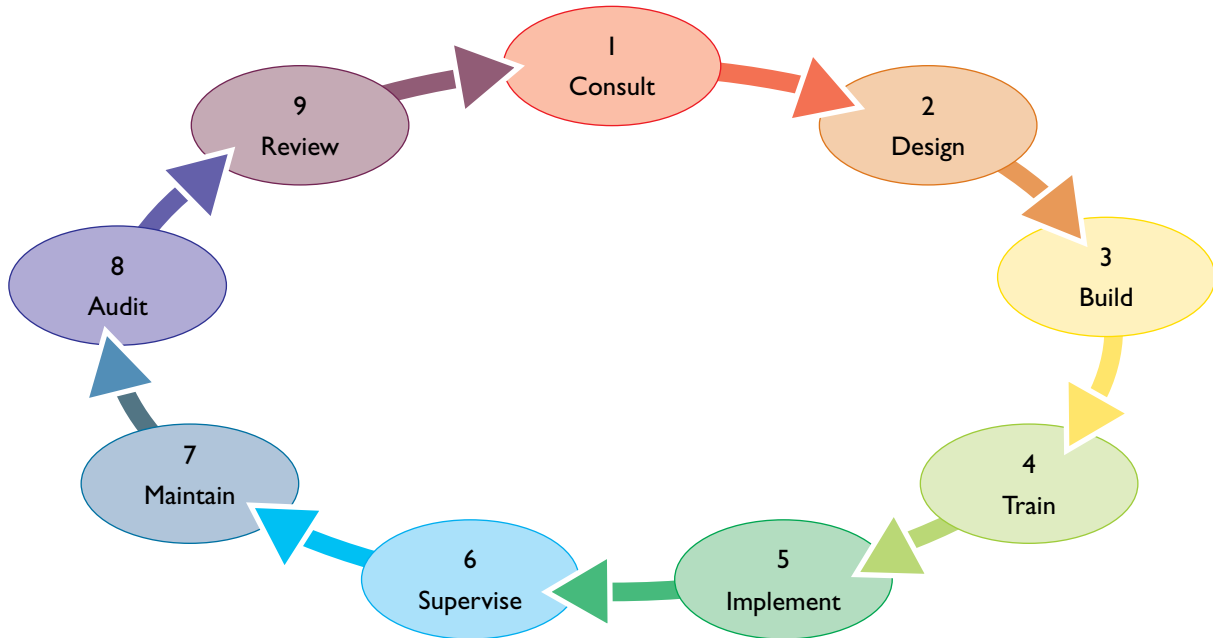 1
Consult
2
Design
3
Build
4
Train
5
Implement
6
Supervise
7
Maintain
8
Audit
9
Review